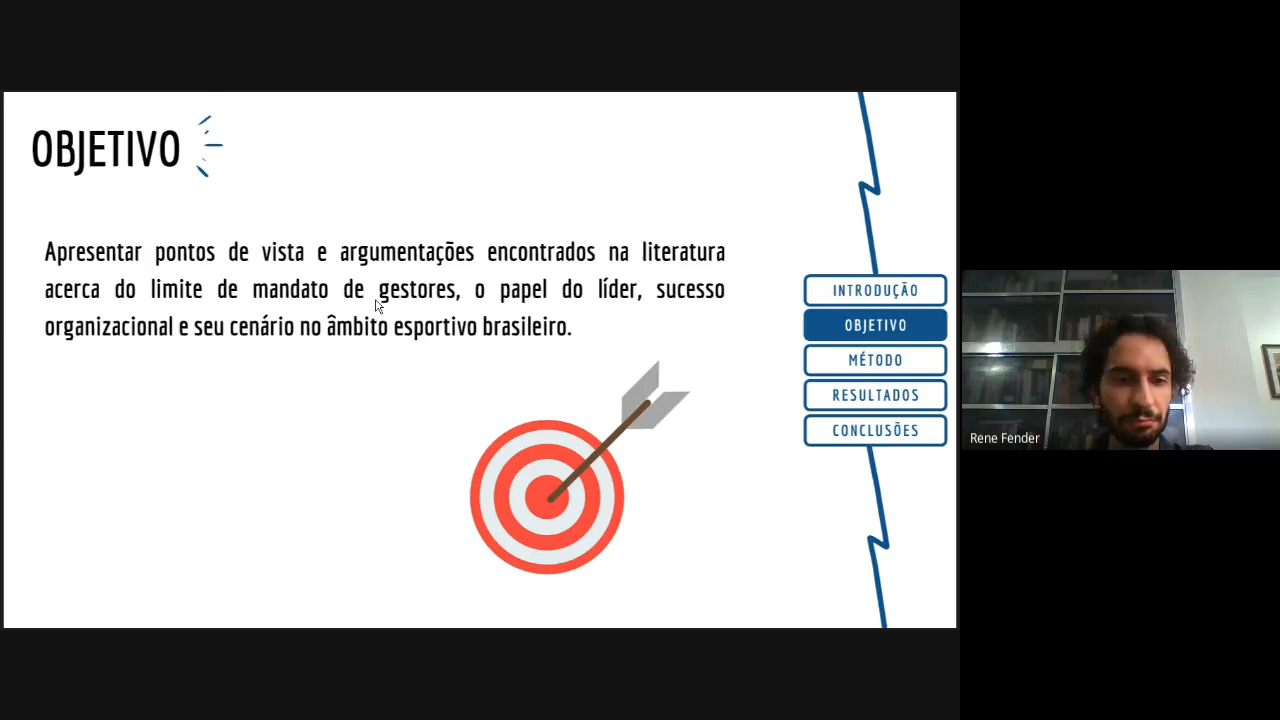 OBJETIVO
Apresentar pontos de vista e argumentações encontrados na literatura
acerca do limite de mandato de gestores, o papel do líder, sucesso
organizacional e seu cenário no âmbito esportivo brasileiro.
INTRODUÇÃO
OBJETIVO
MÉTODO
RESULTADOS
CONCLUSÕES
Rene Fender